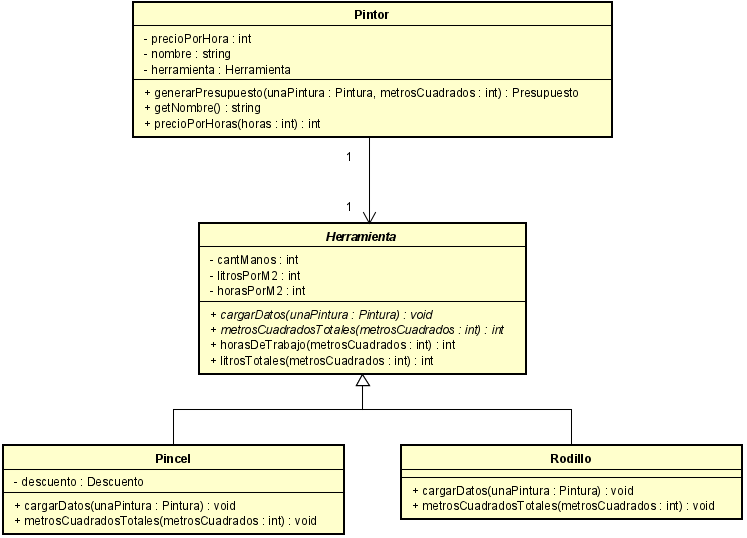 Pintor
- precioPorHora : int
- nombre : string
- herramienta : Herramienta
+ generarPresupuesto(unaPintura : Pintura, metrosCuadrados : int) : Presupuesto
+ getNombre() : string
+ precioPorHoras(horas : int) : int
1
1
Herramienta
- cantManos : int
- litrosPorM2 : int
- horasPorM2 : int
+ cargarDatos(unaPintura : Pintura) : void
+ metrosCuadradosTotales(metrosCuadrados : int) : int
+ horasDeTrabajo(metrosCuadrados : int) : int
+ litrosTotales(metrosCuadrados : int) : int
Pincel
- descuento : Descuento
+ cargarDatos(unaPintura : Pintura) : void
+ metrosCuadradosTotales(metrosCuadrados : int) : void
Rodillo
+ cargarDatos(unaPintura : Pintura) : void
+ metrosCuadradosTotales(metrosCuadrados : int) : void